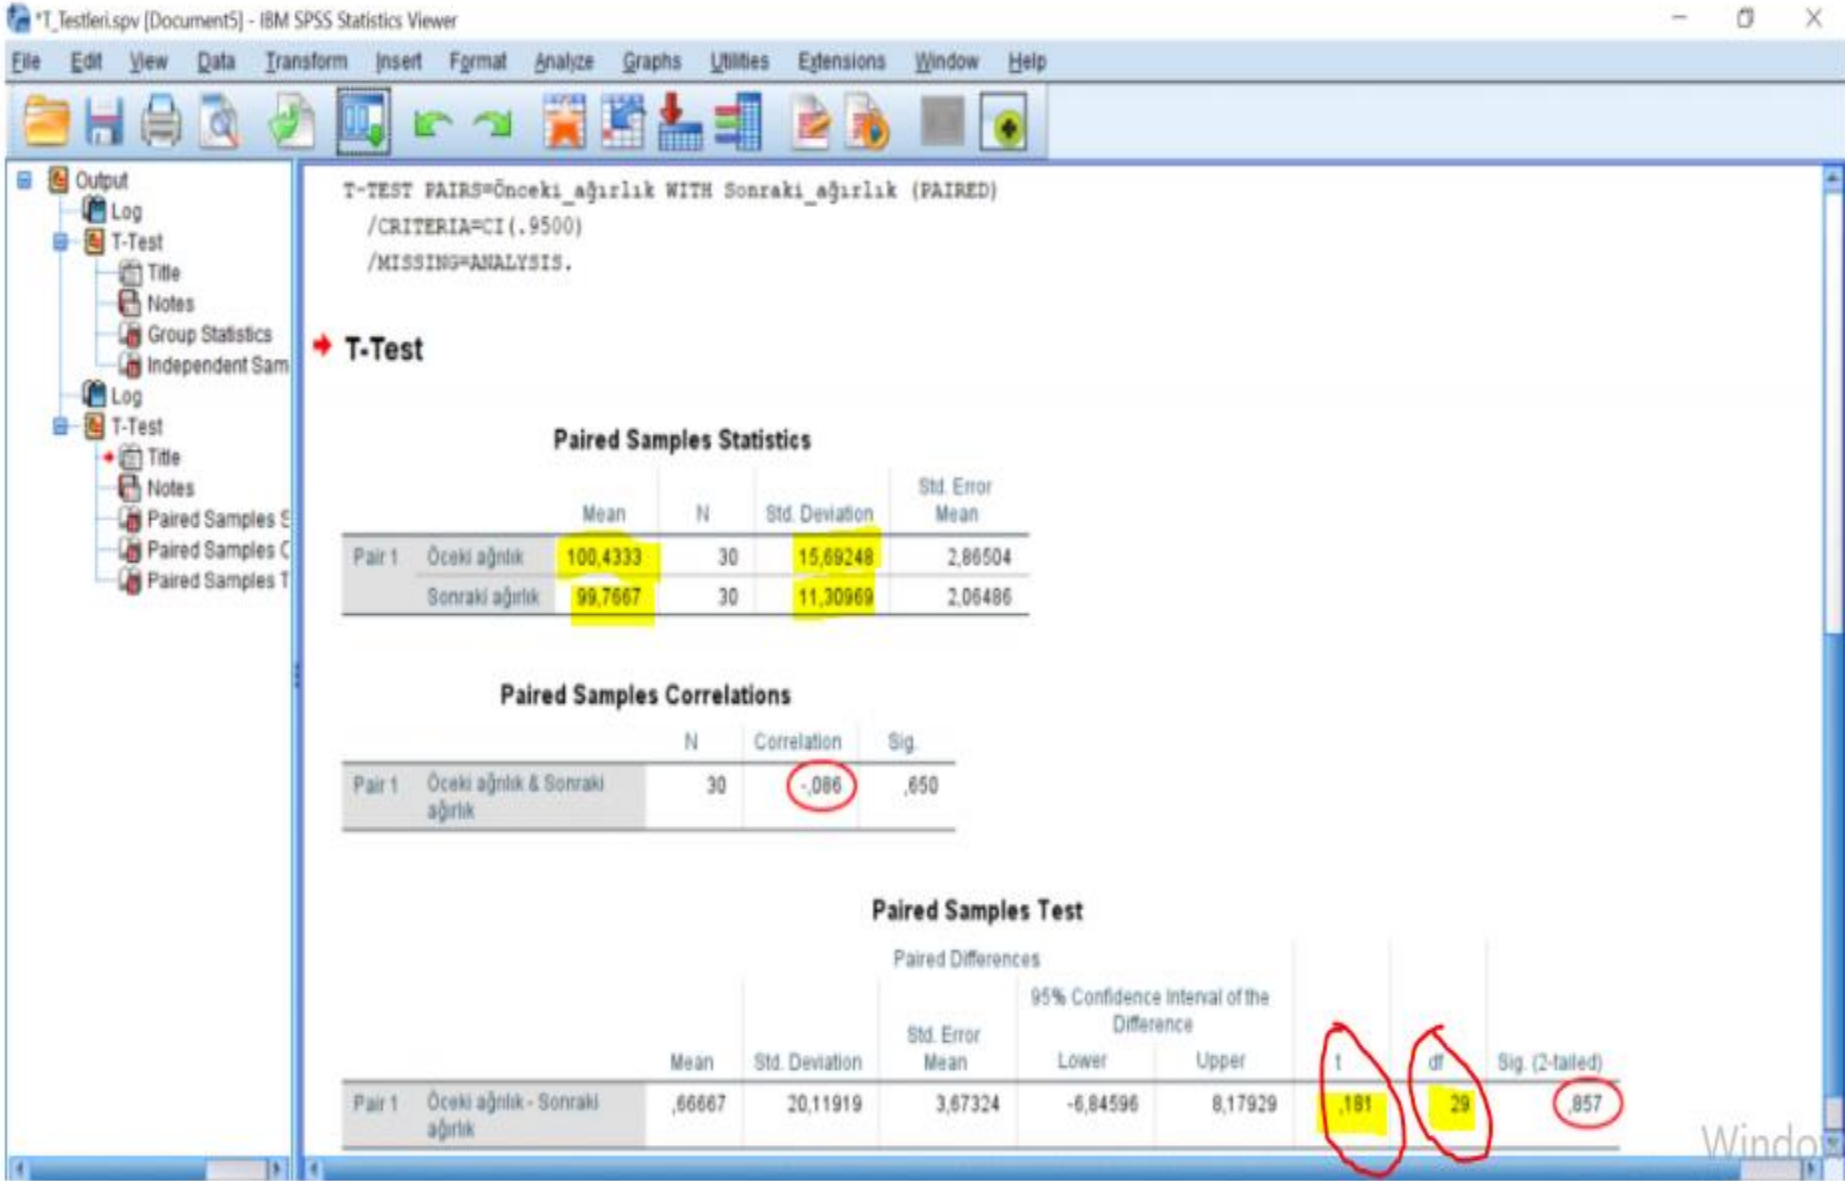 *T_Testleri.spv [Document5] - IBM SPSS Statistics Viewer
File Edit View Data Transform Insert Format Analyze Graphs Utilities Extensions Window Help
Output
Log
T-Test
Title
Notes
Group Statistics
Independent Sam
Log
T-Test
Title
Notes
Paired Samples S
Paired Samples C
Paired Samples T
T-TEST PAIRS=Önceki_ağırlık WITH Sonraki_ağırlık (PAIRED)
/CRITERIA=CI(.9500)
/MISSING=ANALYSIS.
T-Test
Paired Samples Statistics
Mean N Std. Deviation Std. Error Mean
Pair 1 Öceki ağrılık 100,4333 30 15,69248 2,86504
Sonraki ağırlık 99,7667 30 11,30969 2,06486
Paired Samples Correlations
N Correlation Sig.
Pair 1 Öceki ağrılık & Sonraki ağırlık 30 -,086 ,650
Paired Samples Test
Paired Differences
95% Confidence Interval of the Difference
Mean Std. Deviation Std. Error Mean Lower Upper t df Sig. (2-tailed)
Pair 1 Öceki ağrılık - Sonraki ağırlık ,66667 20,11919 3,67324 -6,84596 8,17929 ,181 29 ,857
Window